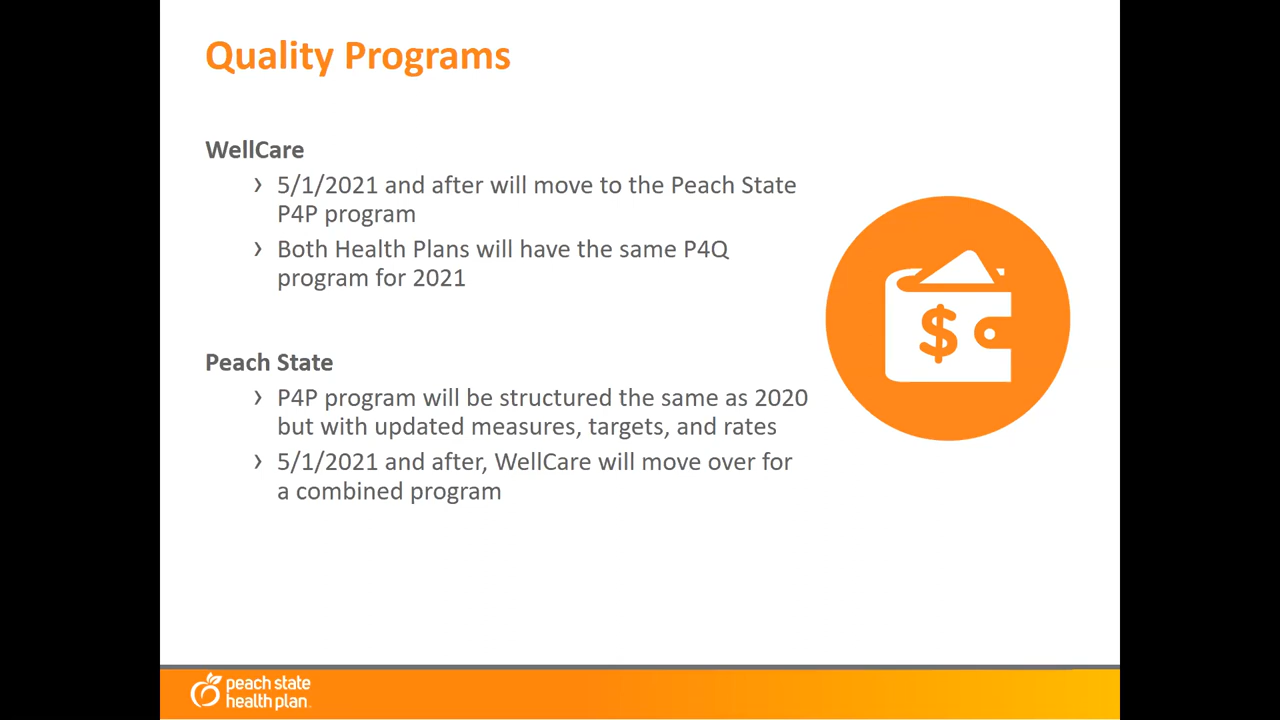 Quality Programs
WellCare
› 5/1/2021 and after will move to the Peach State
P4P program
› Both Health Plans will have the same P4Q
program for 2021
$
Peach State
› P4P program will be structured the same as 2020
but with updated measures, targets, and rates
› 5/1/2021 and after, WellCare will move over for
a combined program
peach state
health plan.